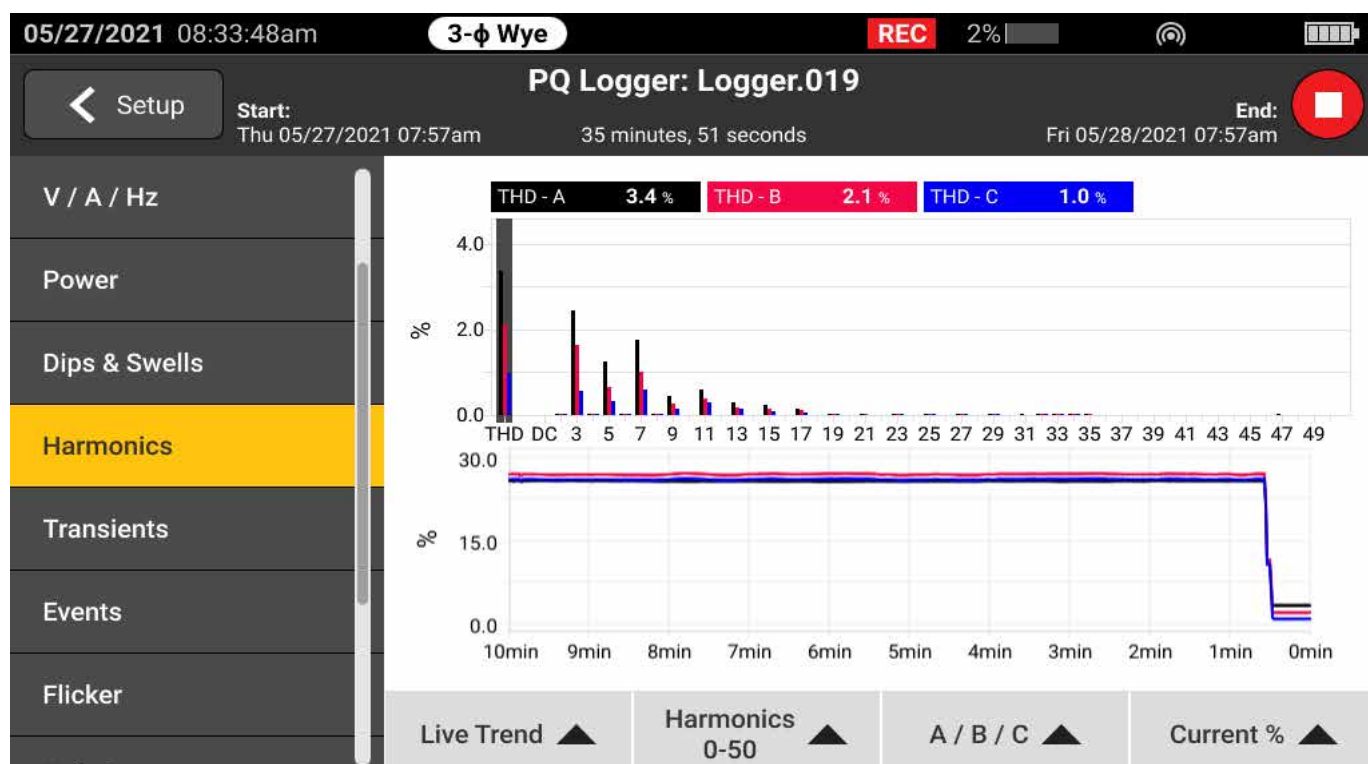 05/27/2021 08:33:48am 3-ɸ Wye REC 2%
Setup
PQ Logger: Logger.019
Start:
Thu 05/27/2021 07:57am
35 minutes, 51 seconds
End:
Fri 05/28/2021 07:57am
V / A / Hz
Power
Dips & Swells
Harmonics
Transients
Events
Flicker
THD - A 3.4 % THD - B 2.1 % THD - C 1.0 %
4.0
%
2.0
0.0
THD DC 3 5 7 9 11 13 15 17 19 21 23 25 27 29 31 33 35 37 39 41 43 45 47 49
30.0
%
15.0
0.0
10min 9min 8min 7min 6min 5min 4min 3min 2min 1min 0min
Live Trend
Harmonics
0-50
A / B / C
Current %